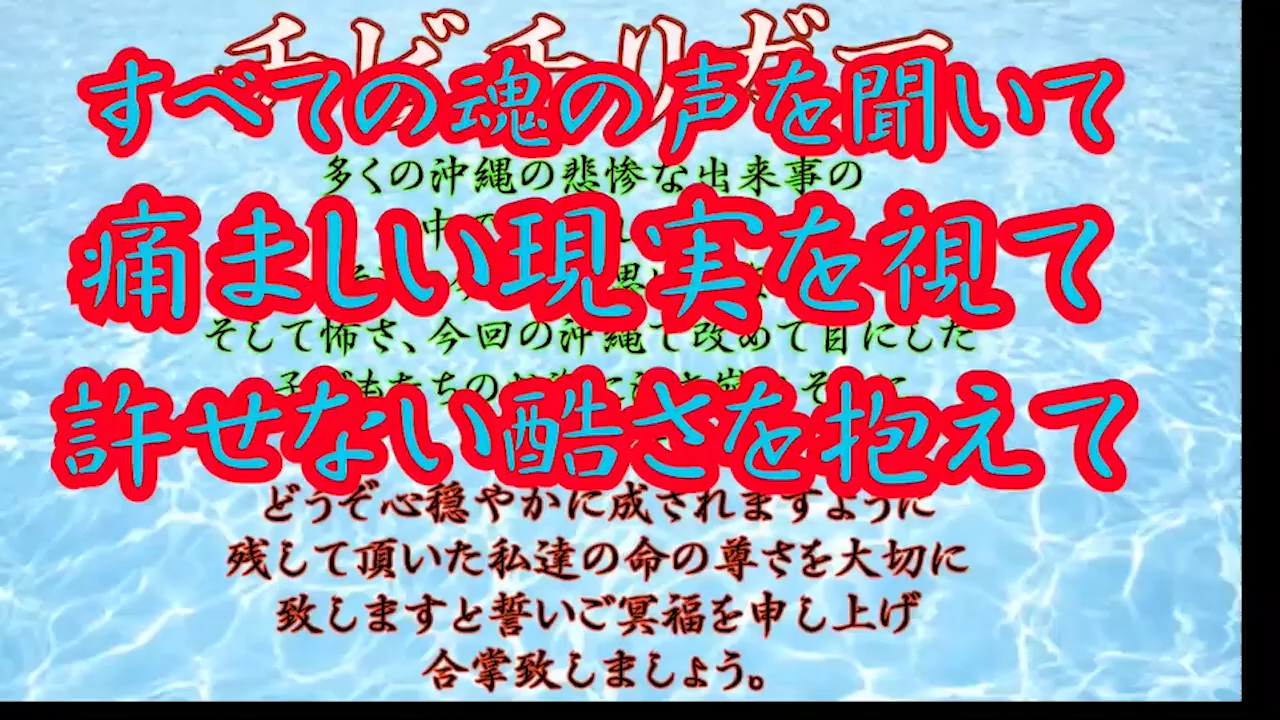 チビチリガー
すべての魂の声を聞いて
多くの沖縄の悲惨な出来事の
痛ましい現実を視て
そして怖さ、今回の沖縄で改めて目にした
許せない酷さを抱えて
どうぞ心穏やかに成されますように
残して頂いた私達の命の尊さを大切に
致しますと誓いご冥福を申し上げ
合掌致しましょう。